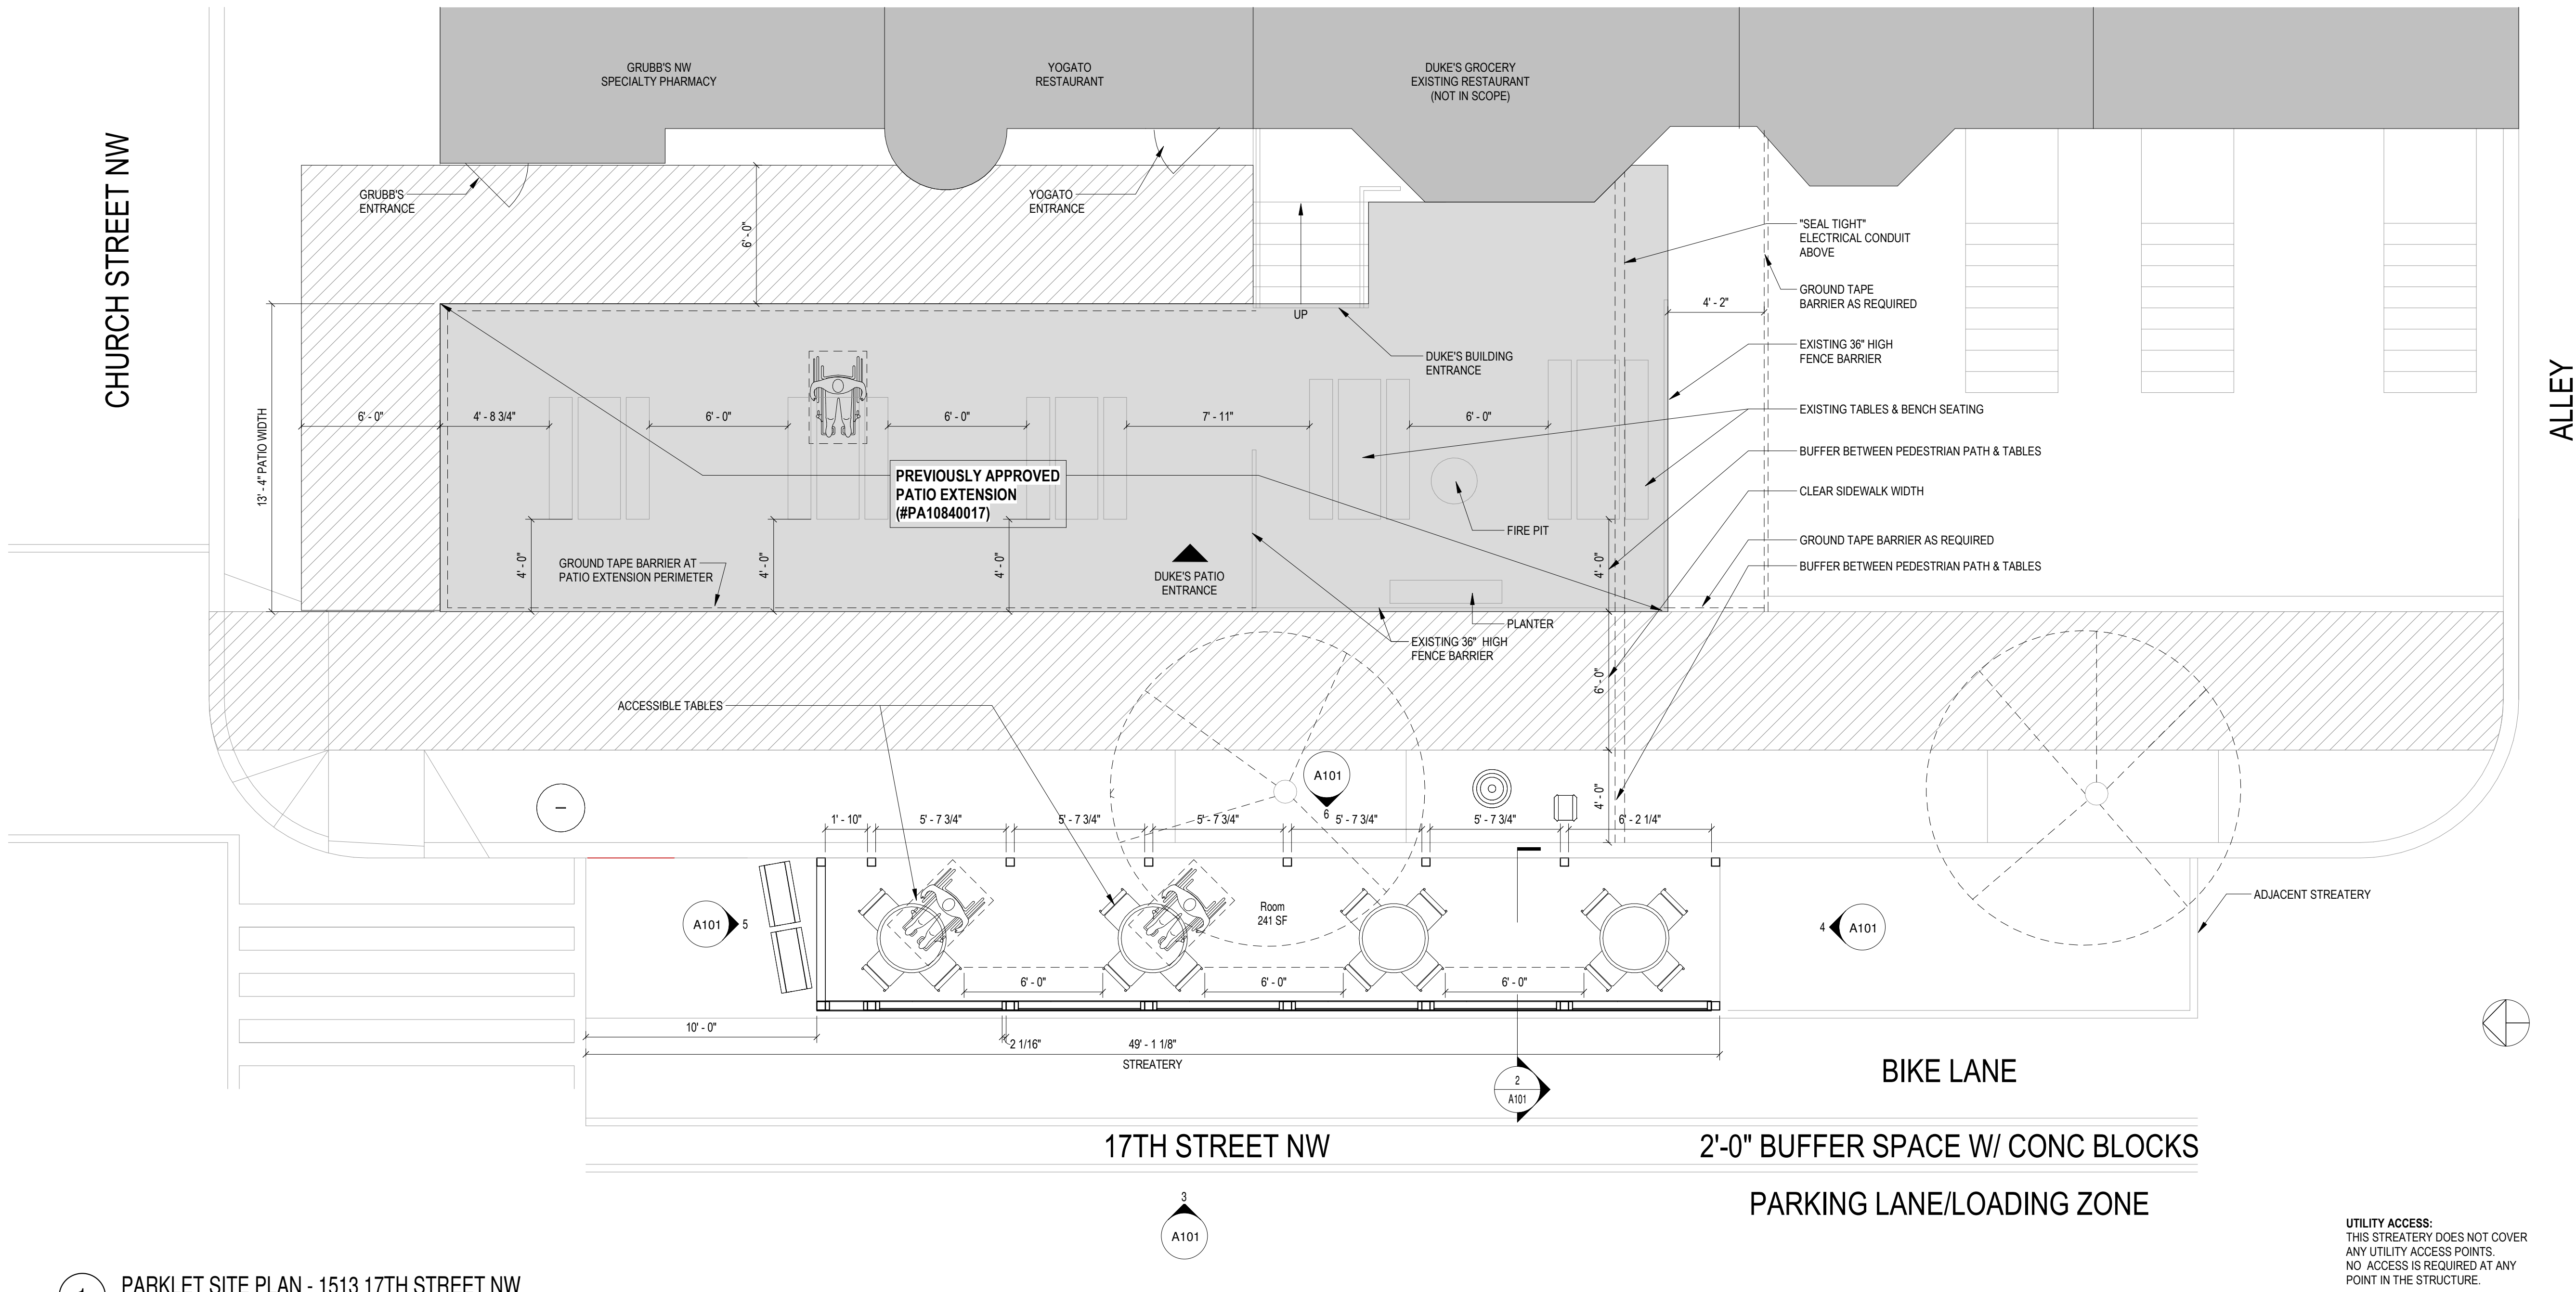 GRUBB'S NW
SPECIALTY PHARMACY
YOGATO
RESTAURANT
DUKE'S GROCERY
EXISTING RESTAURANT
(NOT IN SCOPE)
CHURCH STREET NW
GRUBB'S
ENTRANCE
6' - 0"
YOGATO
ENTRANCE
"SEAL TIGHT"
ELECTRICAL CONDUIT
ABOVE
GROUND TAPE
BARRIER AS REQUIRED
4' - 2"
UP
EXISTING 36" HIGH
FENCE BARRIER
DUKE'S BUILDING
ENTRANCE
ALLEY
13' - 4" PATIO WIDTH
6' - 0"
4' - 8 3/4"
6' - 0"
6' - 0"
7' - 11"
6' - 0"
EXISTING TABLES & BENCH SEATING
BUFFER BETWEEN PEDESTRIAN PATH & TABLES
PREVIOUSLY APPROVED
PATIO EXTENSION
(#PA10840017)
CLEAR SIDEWALK WIDTH
FIRE PIT
GROUND TAPE BARRIER AS REQUIRED
4' - 0"
GROUND TAPE BARRIER AT
PATIO EXTENSION PERIMETER
4' - 0"
4' - 0"
4' - 0"
BUFFER BETWEEN PEDESTRIAN PATH & TABLES
DUKE'S PATIO
ENTRANCE
PLANTER
EXISTING 36" HIGH
FENCE BARRIER
6' - 0"
ACCESSIBLE TABLES
A101
6
4' - 0"
1' - 10"
5' - 7 3/4"
5' - 7 3/4"
5' - 7 3/4"
5' - 7 3/4"
5' - 7 3/4"
6' - 2 1/4"
ADJACENT STREATERY
Room
241 SF
A101
5
4
A101
6' - 0"
6' - 0"
6' - 0"
10' - 0"
2 1/16"
49' - 1 1/8"
STREATERY
BIKE LANE
2
A101
17TH STREET NW
2'-0" BUFFER SPACE W/ CONC BLOCKS
3
A101
PARKING LANE/LOADING ZONE
UTILITY ACCESS:
THIS STREATERY DOES NOT COVER
ANY UTILITY ACCESS POINTS.
NO ACCESS IS REQUIRED AT ANY
POINT IN THE STRUCTURE.
1
PARKLET SITE PLAN - 1513 17TH STREET NW